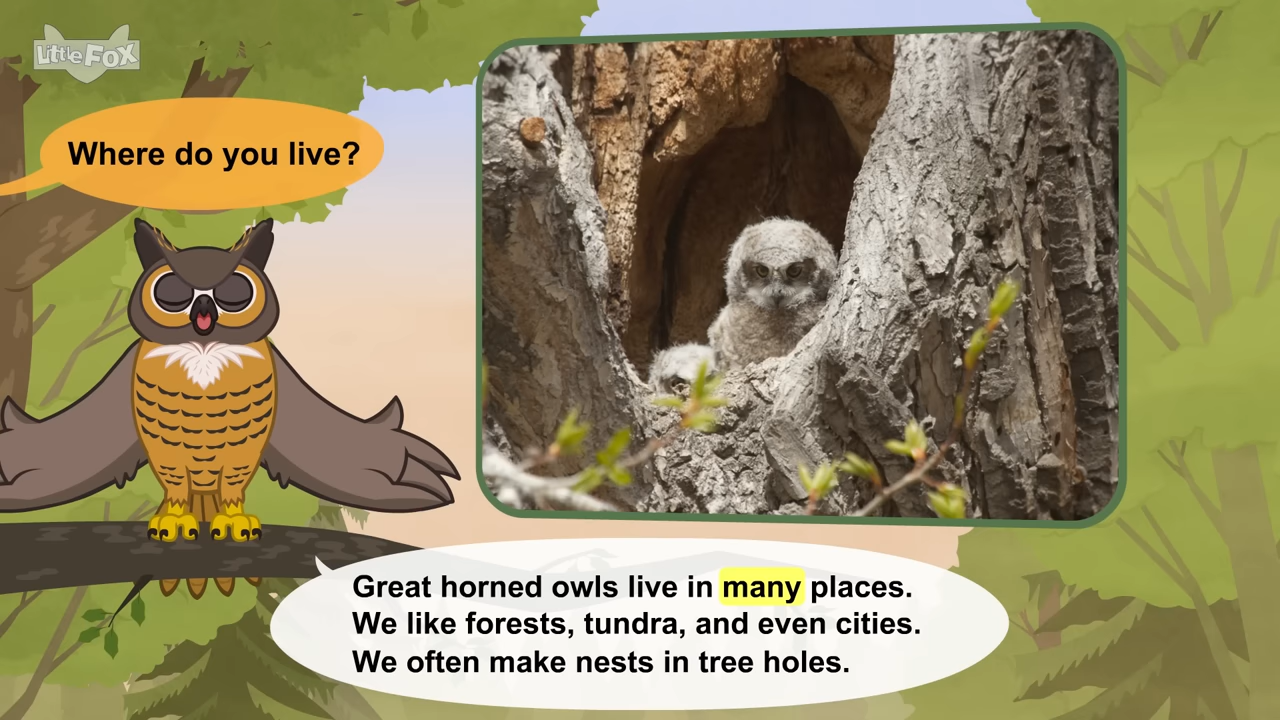 Little Fox
Where do you live?
Great horned owls live in many places.
We like forests, tundra, and even cities.
We often make nests in tree holes.